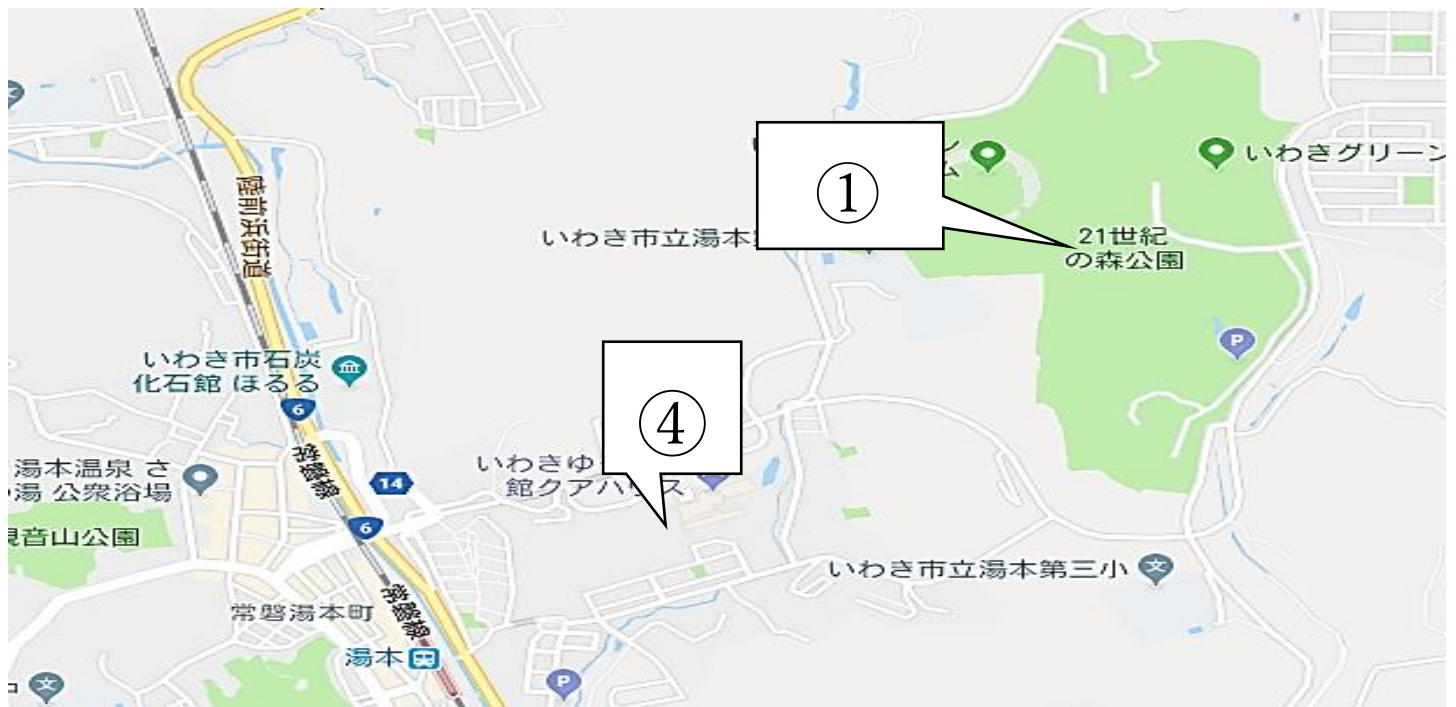 ①
いわきグリーン
21世紀
の森公園
いわき市立湯本
陸前浜街道
P
いわき市石炭
化石館 ほるる
6
④
常磐線
湯本温泉 さ
湯 公衆浴場
14
いわきゆ
館クアハ
ス
6
音山公園
いわき市立湯本第三小
文
常磐湯本町
常磐線
湯本
文
P